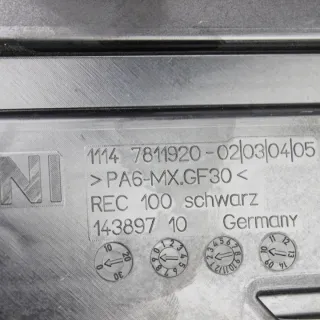 1114 7811920-02|03|04|05
>PA6-MX.GF30<
REC 100 schwarz
143897 10 Germany